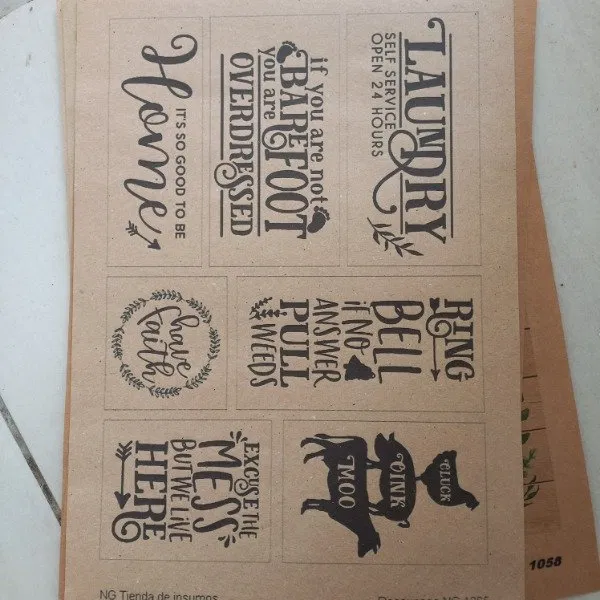 LAUNDRY
SELF SERVICE
OPEN 24 HOURS
if you are not
BAREFOOT
you are
OVERDRESSED
IT'S SO GOOD TO BE
Home
RING
BELL
iF NO
ANSWER
PULL
WEEDS
have
faith
CLUCK
OINK
MOO
EXCUSE THE
MESS
BUT WE LIVE
HERE
NG Tienda de insumos
1058